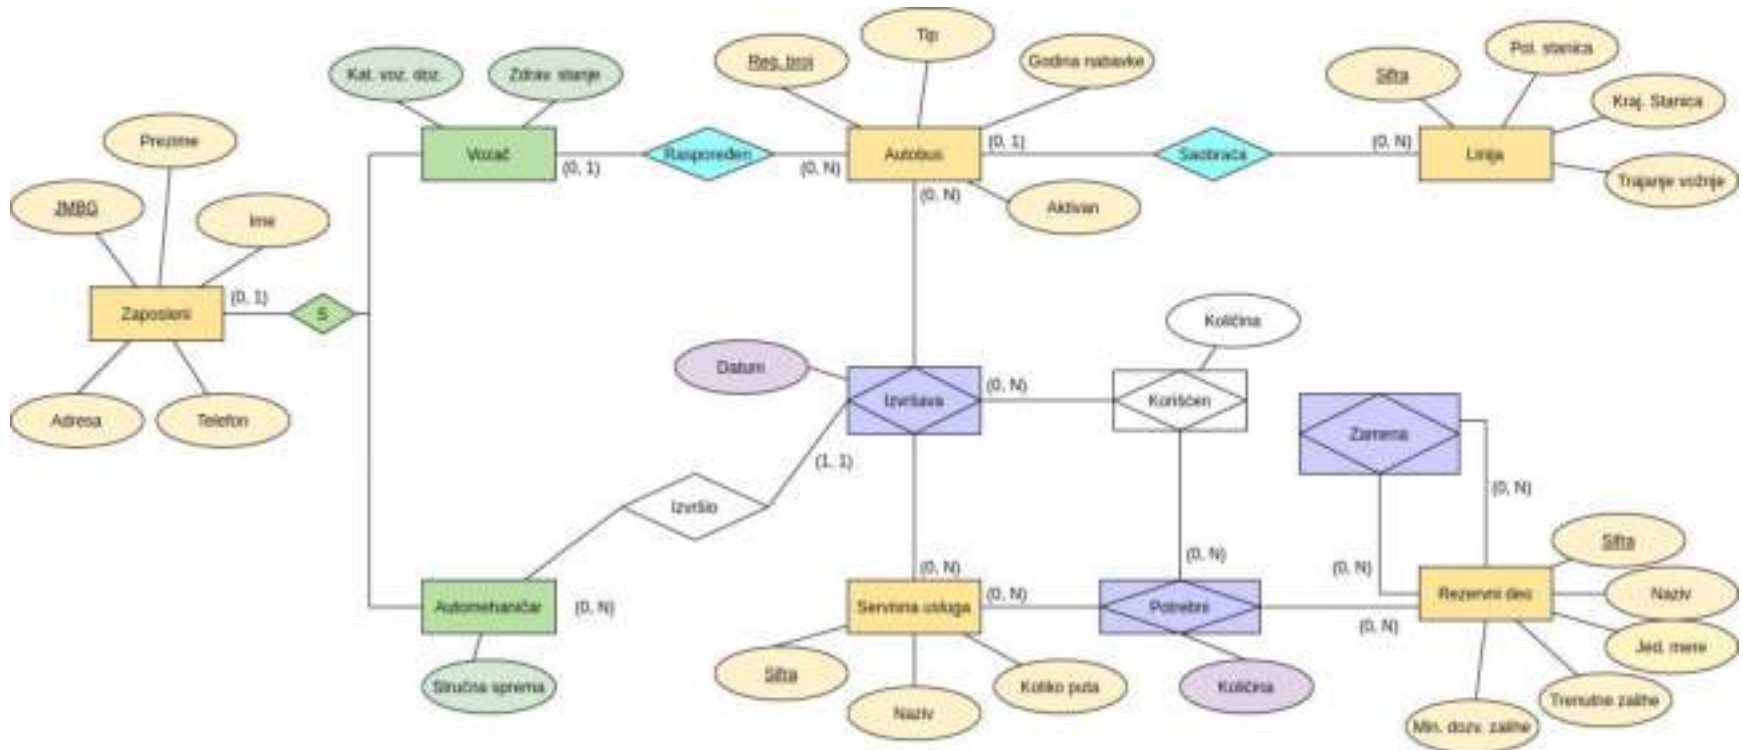 Tip
Pol. stanica
Reg. broj
Godina nabavke
Kat. voz. doz.
Zdrav. stanje
Sifra
Kraj. Stanica
Prezime
Vozač
Raspoređen
Autobus
(0, 1)
Saobraća
(0, N)
Linija
(0, 1)
(0, N)
Trajanje vožnje
(0, N)
JMBG
Ime
Aktivan
(0, 1)
Zaposleni
S
Količina
Datum
(0, N)
Izvršava
Korišćen
Zamena
Adresa
Telefon
(1, 1)
(0, N)
Izvršio
Sifra
(0, N)
(0, N)
(0, N)
Automehaničar
(0, N)
Servisna usluga
(0, N)
Potrebni
Rezervni deo
Naziv
(0, N)
Jed. mere
Sifra
Stručna sprema
Koliko puta
Količina
Trenutne zalihe
Naziv
Min. dozv. zalihe